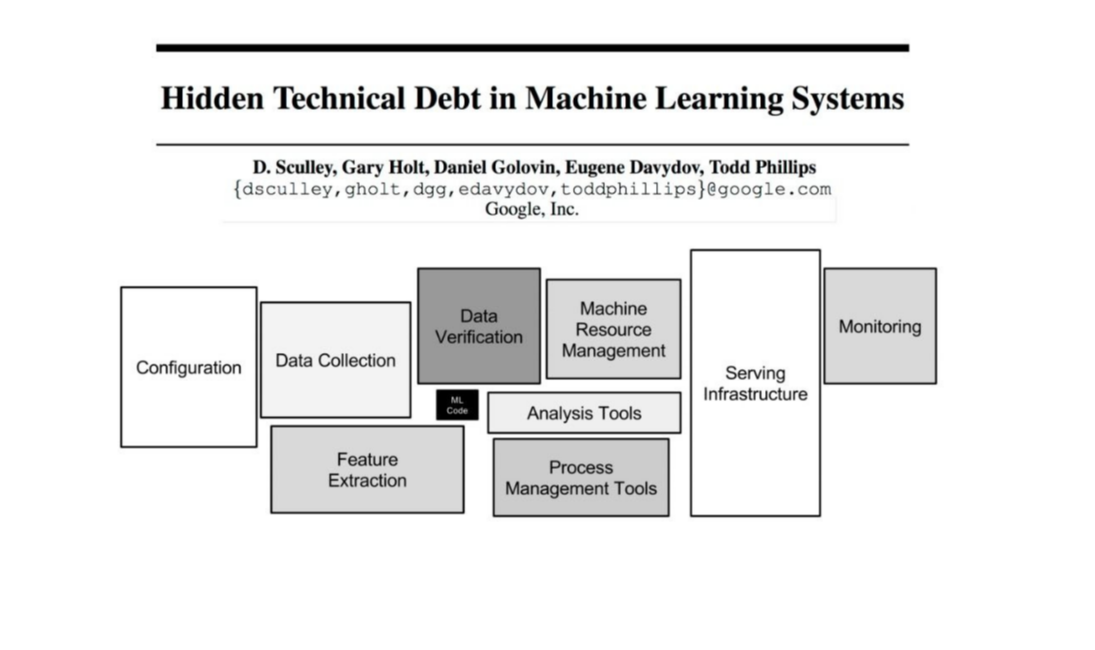 Hidden Technical Debt in Machine Learning Systems
D. Sculley, Gary Holt, Daniel Golovin, Eugene Davydov, Todd Phillips
{dsculley,gholt,dgg,edavydov,toddphillips}@google.com
Google, Inc.
Configuration
Data Collection
Data
Verification
Machine
Resource
Management
Serving
Infrastructure
Monitoring
ML
Code
Analysis Tools
Feature
Extraction
Process
Management Tools